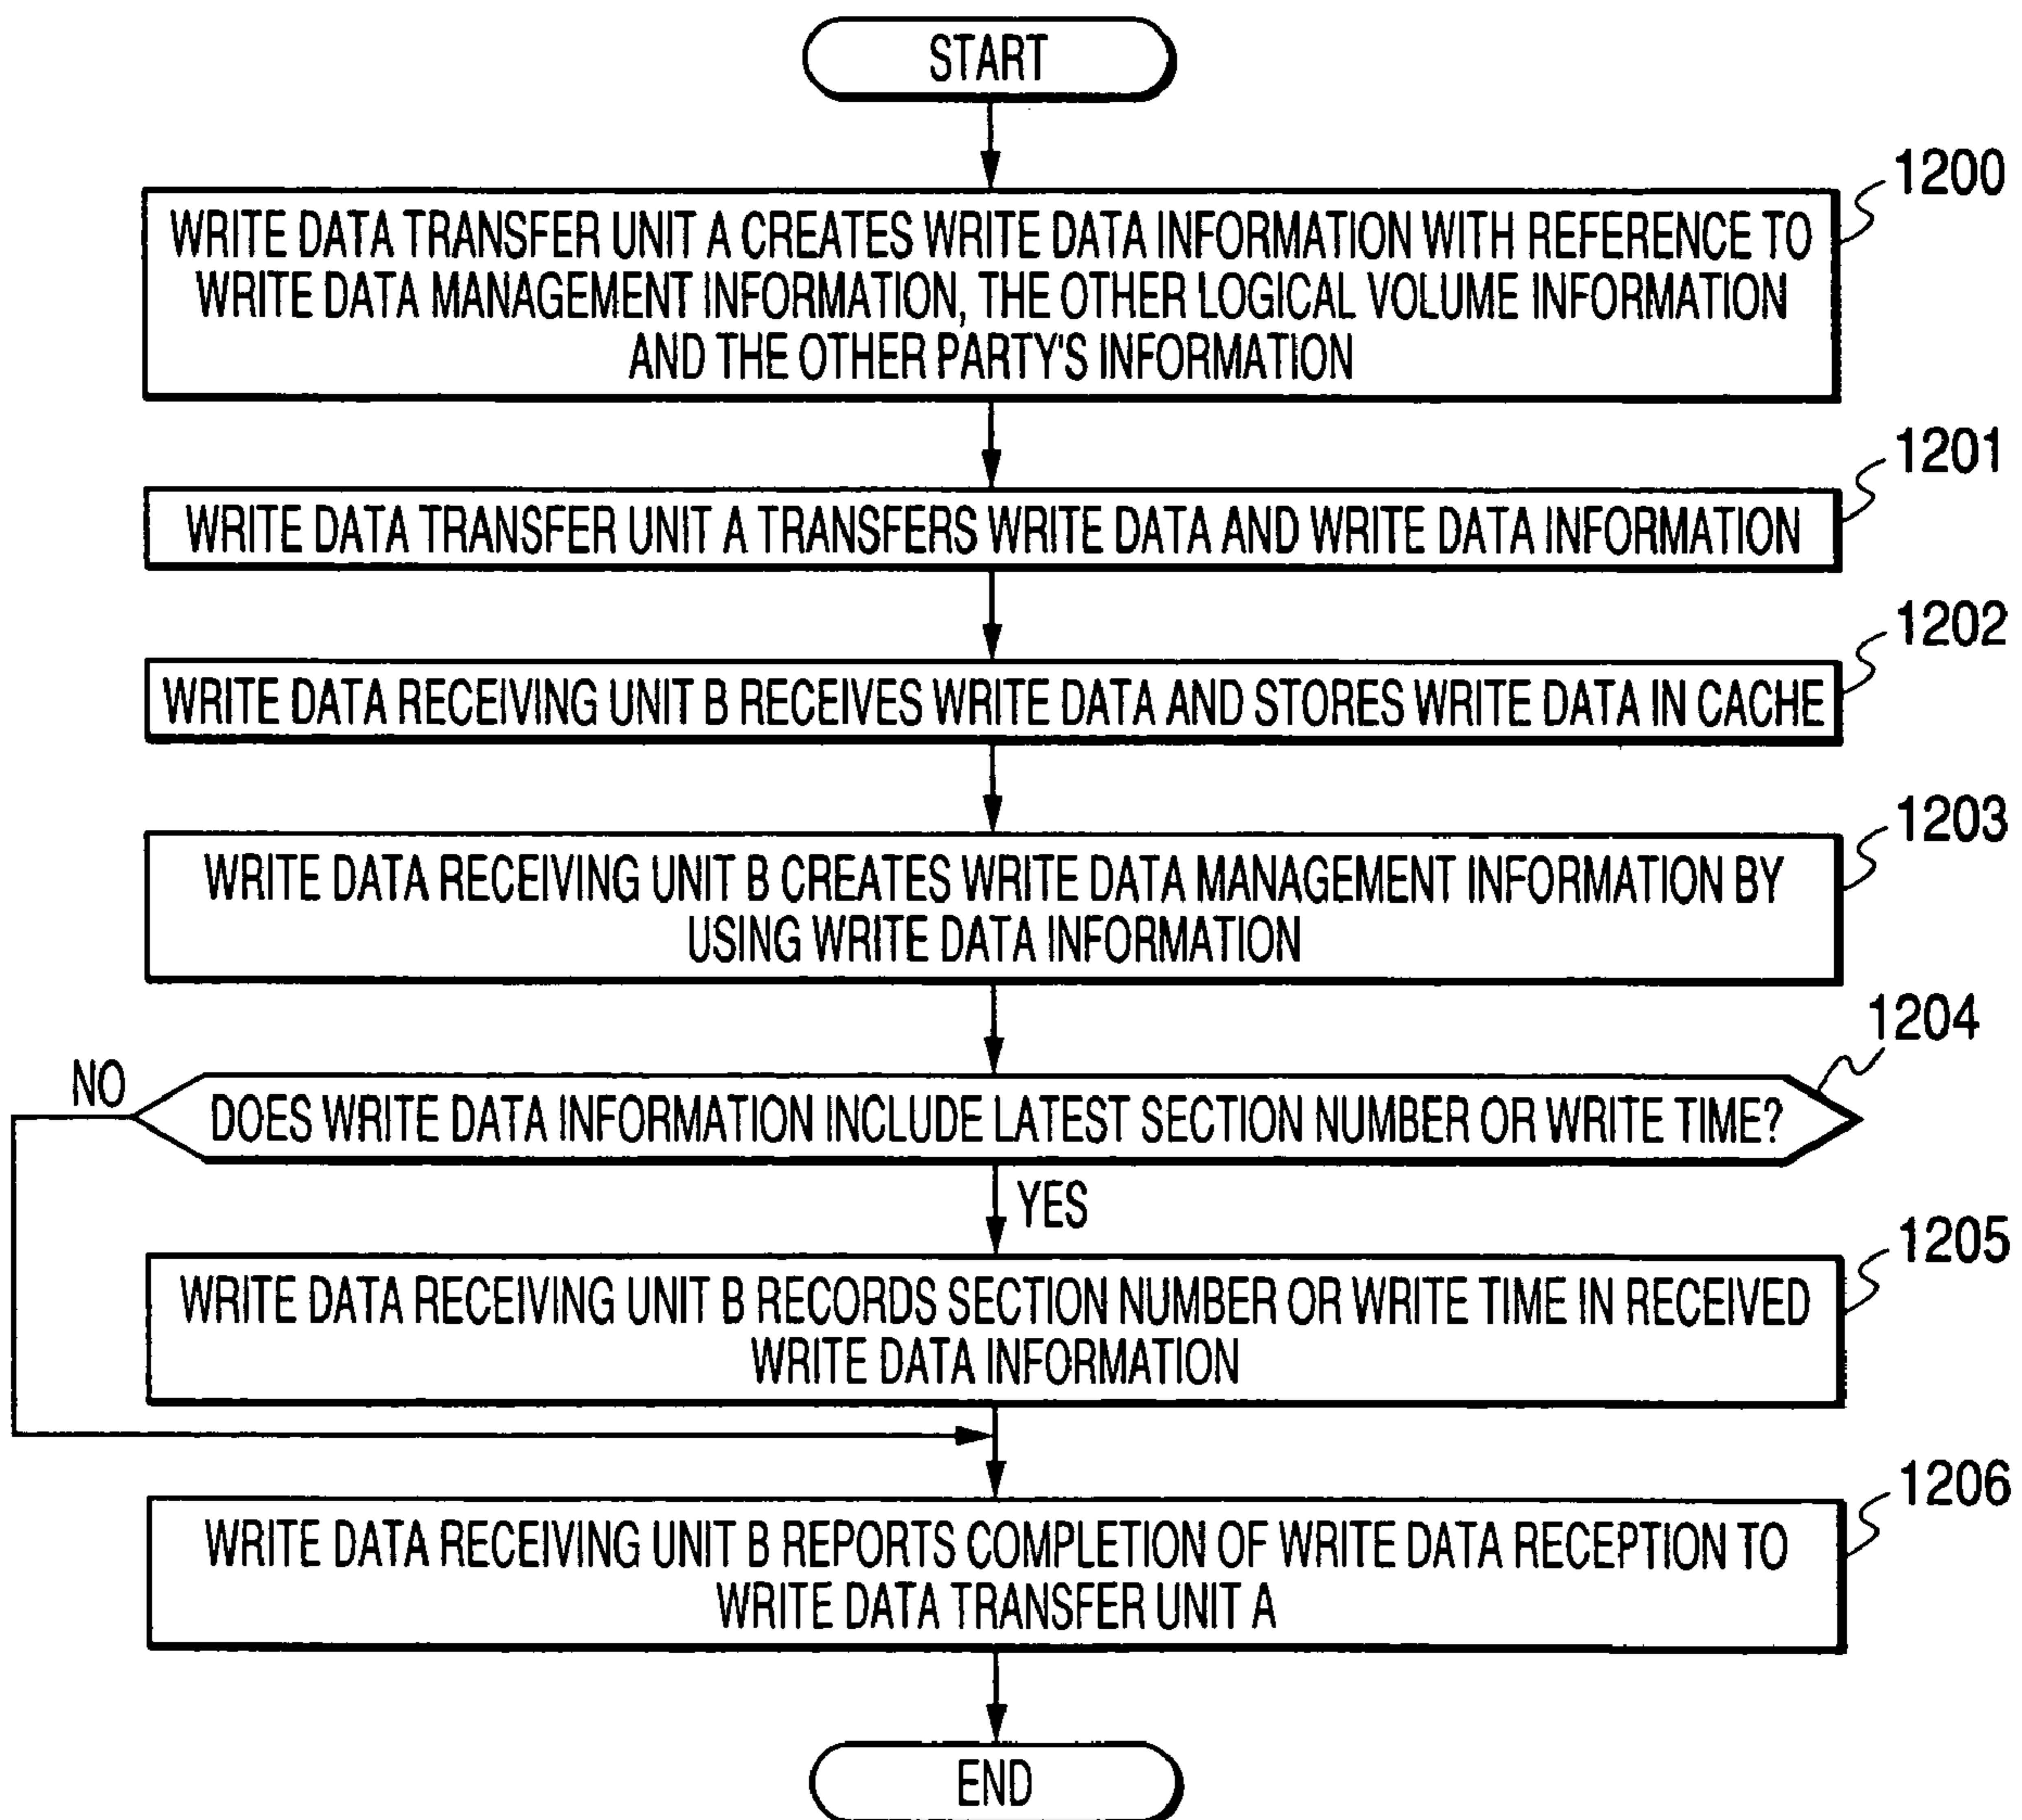 START
1200
WRITE DATA TRANSFER UNIT A CREATES WRITE DATA INFORMATION WITH REFERENCE TO
WRITE DATA MANAGEMENT INFORMATION, THE OTHER LOGICAL VOLUME INFORMATION
AND THE OTHER PARTY'S INFORMATION
1201
WRITE DATA TRANSFER UNIT A TRANSFERS WRITE DATA AND WRITE DATA INFORMATION
1202
WRITE DATA RECEIVING UNIT B RECEIVES WRITE DATA AND STORES WRITE DATA IN CACHE
1203
WRITE DATA RECEIVING UNIT B CREATES WRITE DATA MANAGEMENT INFORMATION BY
USING WRITE DATA INFORMATION
1204
NO
DOES WRITE DATA INFORMATION INCLUDE LATEST SECTION NUMBER OR WRITE TIME?
YES
1205
WRITE DATA RECEIVING UNIT B RECORDS SECTION NUMBER OR WRITE TIME IN RECEIVED
WRITE DATA INFORMATION
1206
WRITE DATA RECEIVING UNIT B REPORTS COMPLETION OF WRITE DATA RECEPTION TO
WRITE DATA TRANSFER UNIT A
END